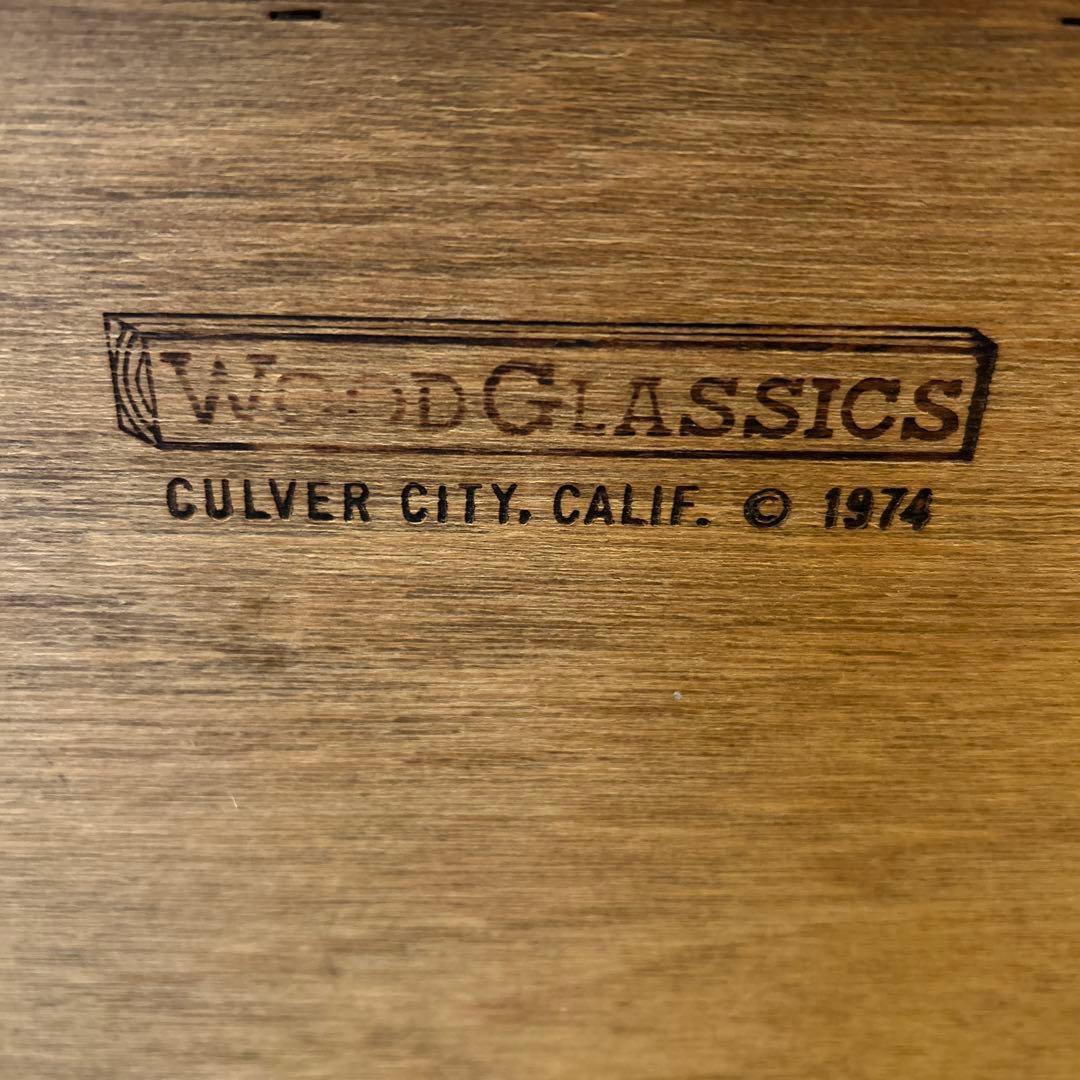 WOODGLASSICS
CULVER CITY, CALIF. © 1974